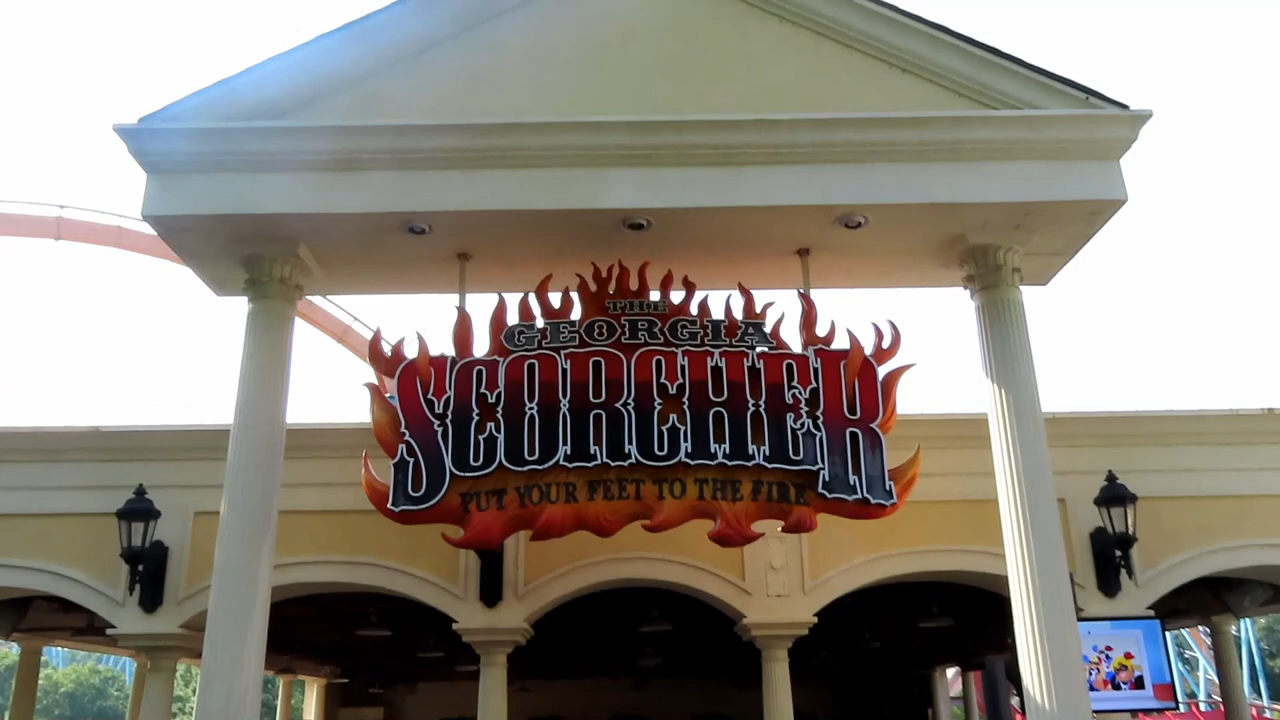 THE
GEORGIA
SCORCHER
PUT YOUR FEET TO THE FIRE